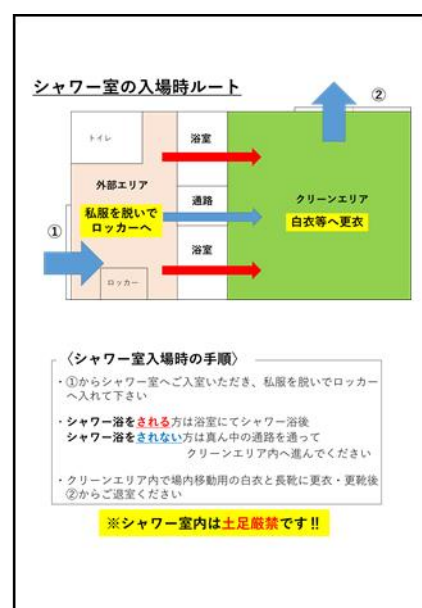 シャワー室の入場時ルート
②
トイレ
浴室
外部エリア
通路
クリーンエリア
私服を脱いで
ロッカーへ
白衣等へ更衣
①
浴室
ロッカー
〈シャワー室入場時の手順〉
・①からシャワー室へご入室いただき、私服を脱いでロッカー
へ入れて下さい
・シャワー浴をされる方は浴室にてシャワー浴後
シャワー浴をされない方は真ん中の通路を通って
クリーンエリア内へ進んでください
・クリーンエリア内で場内移動用の白衣と長靴に更衣・更靴後
②からご退室ください
※シャワー室内は土足厳禁です!!